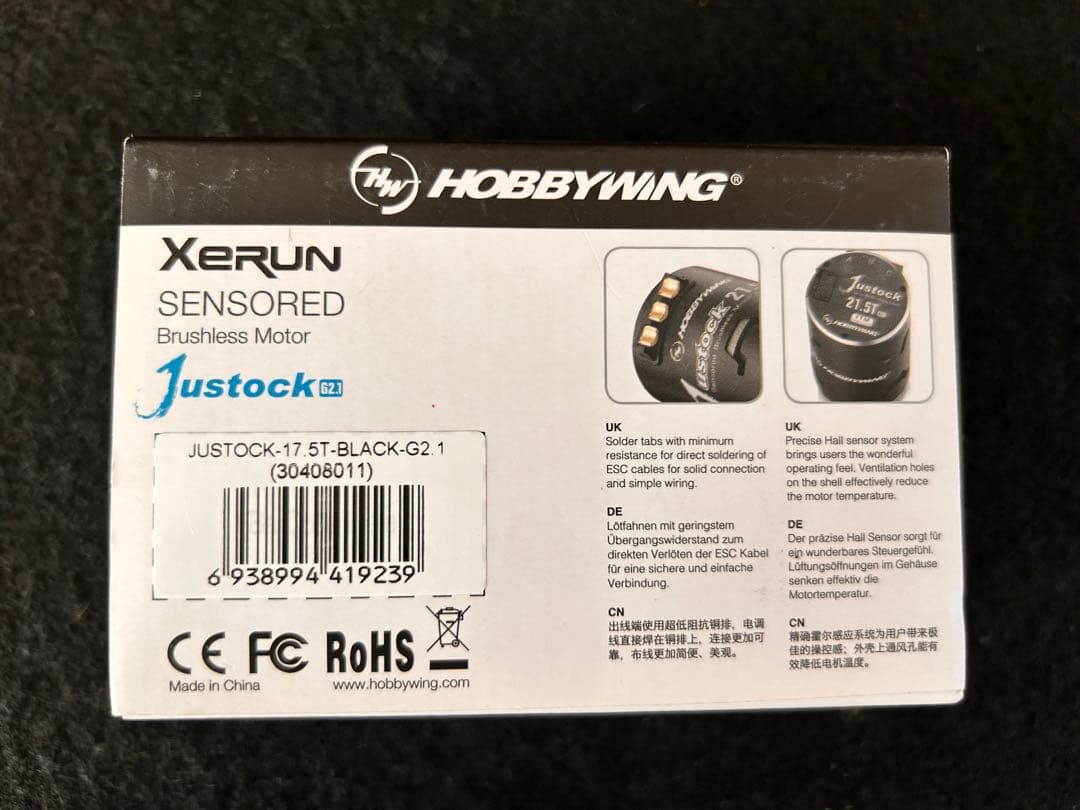 HW HOBBYWING®
XERUN
SENSORED
Brushless Motor
Justock G2.1
JUSTOCK-17.5T-BLACK-G2.1
(30408011)
6 938994 419239
CE FC RoHS
Made in China
www.hobbywing.com
HOBBYWING
Justock 21.5
Justock
21.5T
HOBBYWING
HOBBYWING
UK
Solder tabs with minimum
resistance for direct soldering of
ESC cables for solid connection
and simple wiring.
DE
Lötfahnen mit geringstem
Übergangswiderstand zum
direkten Verlöten der ESC Kabel
für eine sichere und einfache
Verbindung.
CN
出线端使用超低阻抗铜排，电调
线直接焊在铜排上，连接更加可
靠，布线更加简便、美观。
UK
Precise Hall sensor system
brings users the wonderful
operating feel. Ventilation holes
on the shell effectively reduce
the motor temperature.
DE
Der präzise Hall Sensor sorgt für
ein wunderbares Steuergefühl.
Lüftungsöffnungen im Gehäuse
senken effektiv die
Motortemperatur.
CN
精确霍尔感应系统为用户带来极
佳的操控感；外壳上通风孔能有
效降低电机温度。